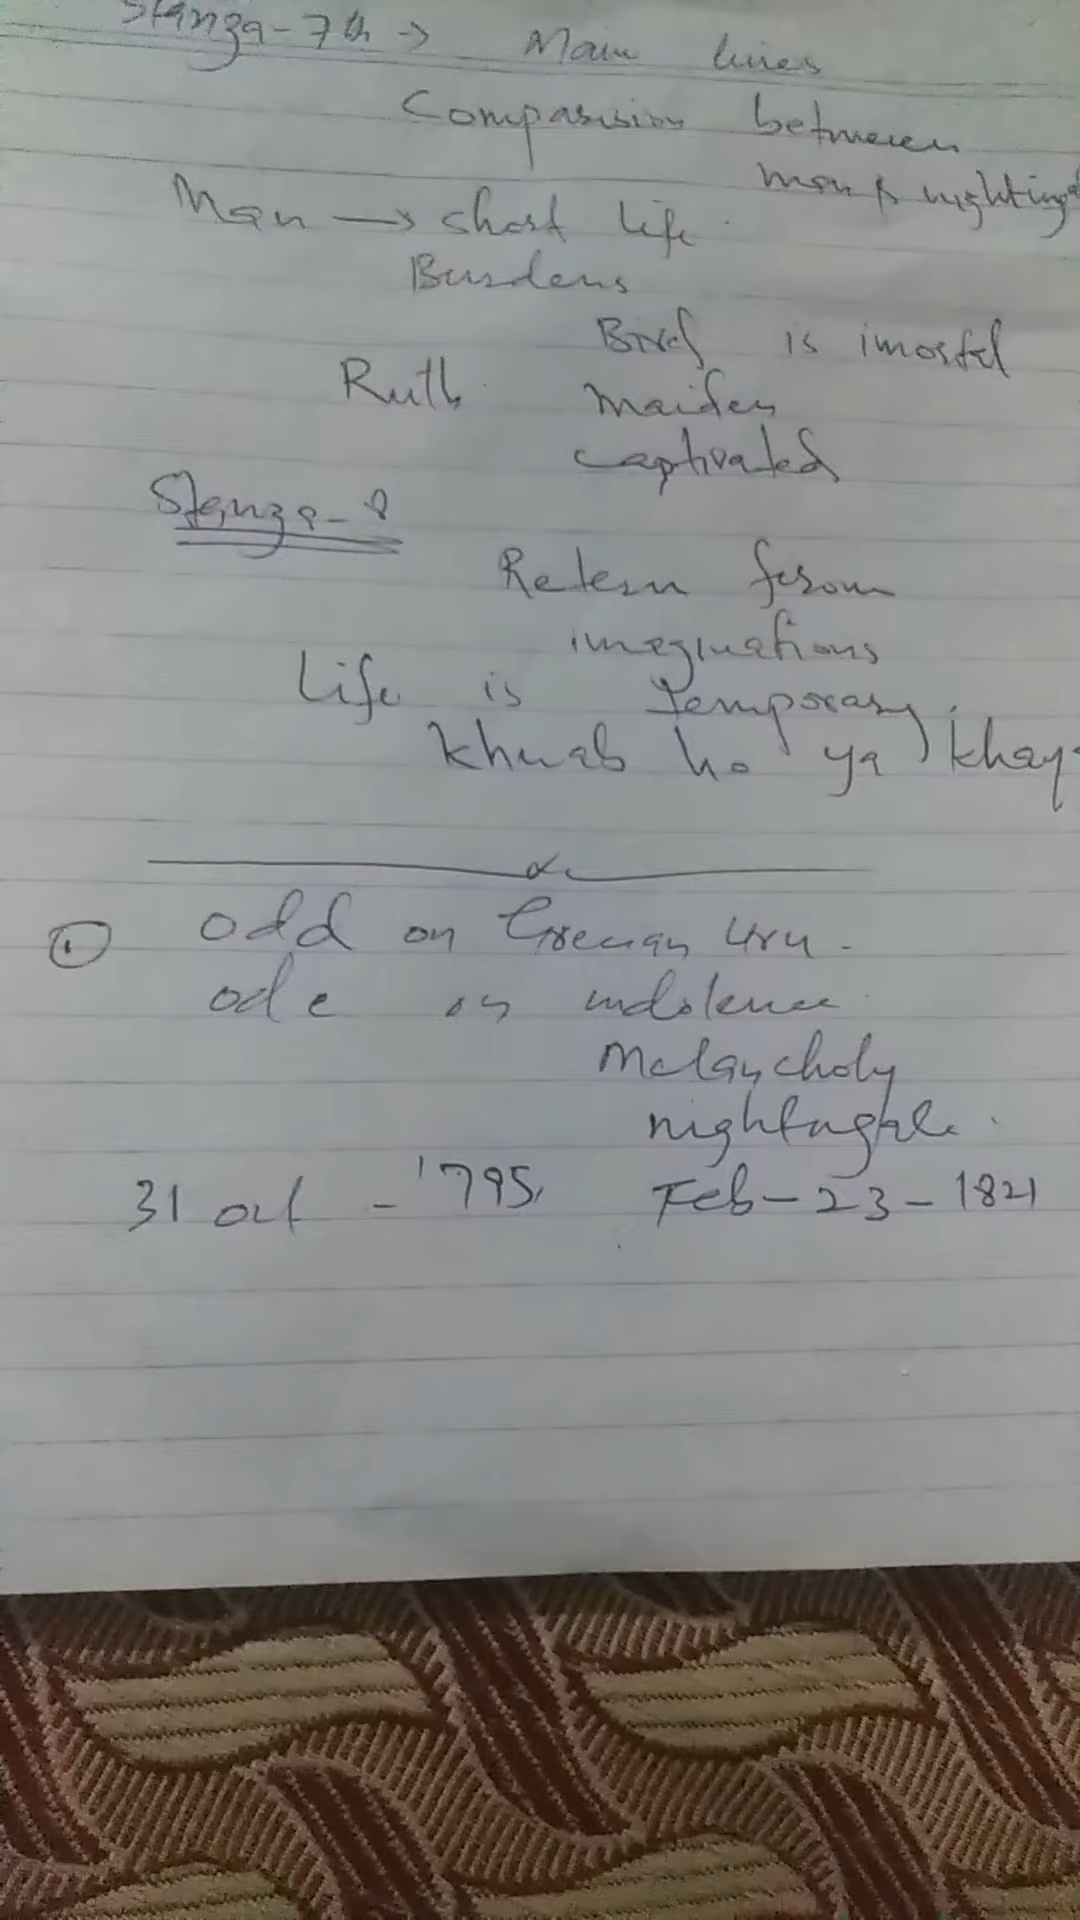 Stanza-7th → Main lines
Comparision between
man & nighting
Man → short life
Burdens
Bird is imortal
Ruth maiden
captivated
Stanza-8
Retern from
imaginations
Life is temporary.
khwab ho ya khay
① odd on Grecian Urn.
ode on indolence
Melancholy
nightingale.
31 oct - 1795, Feb-23-1821